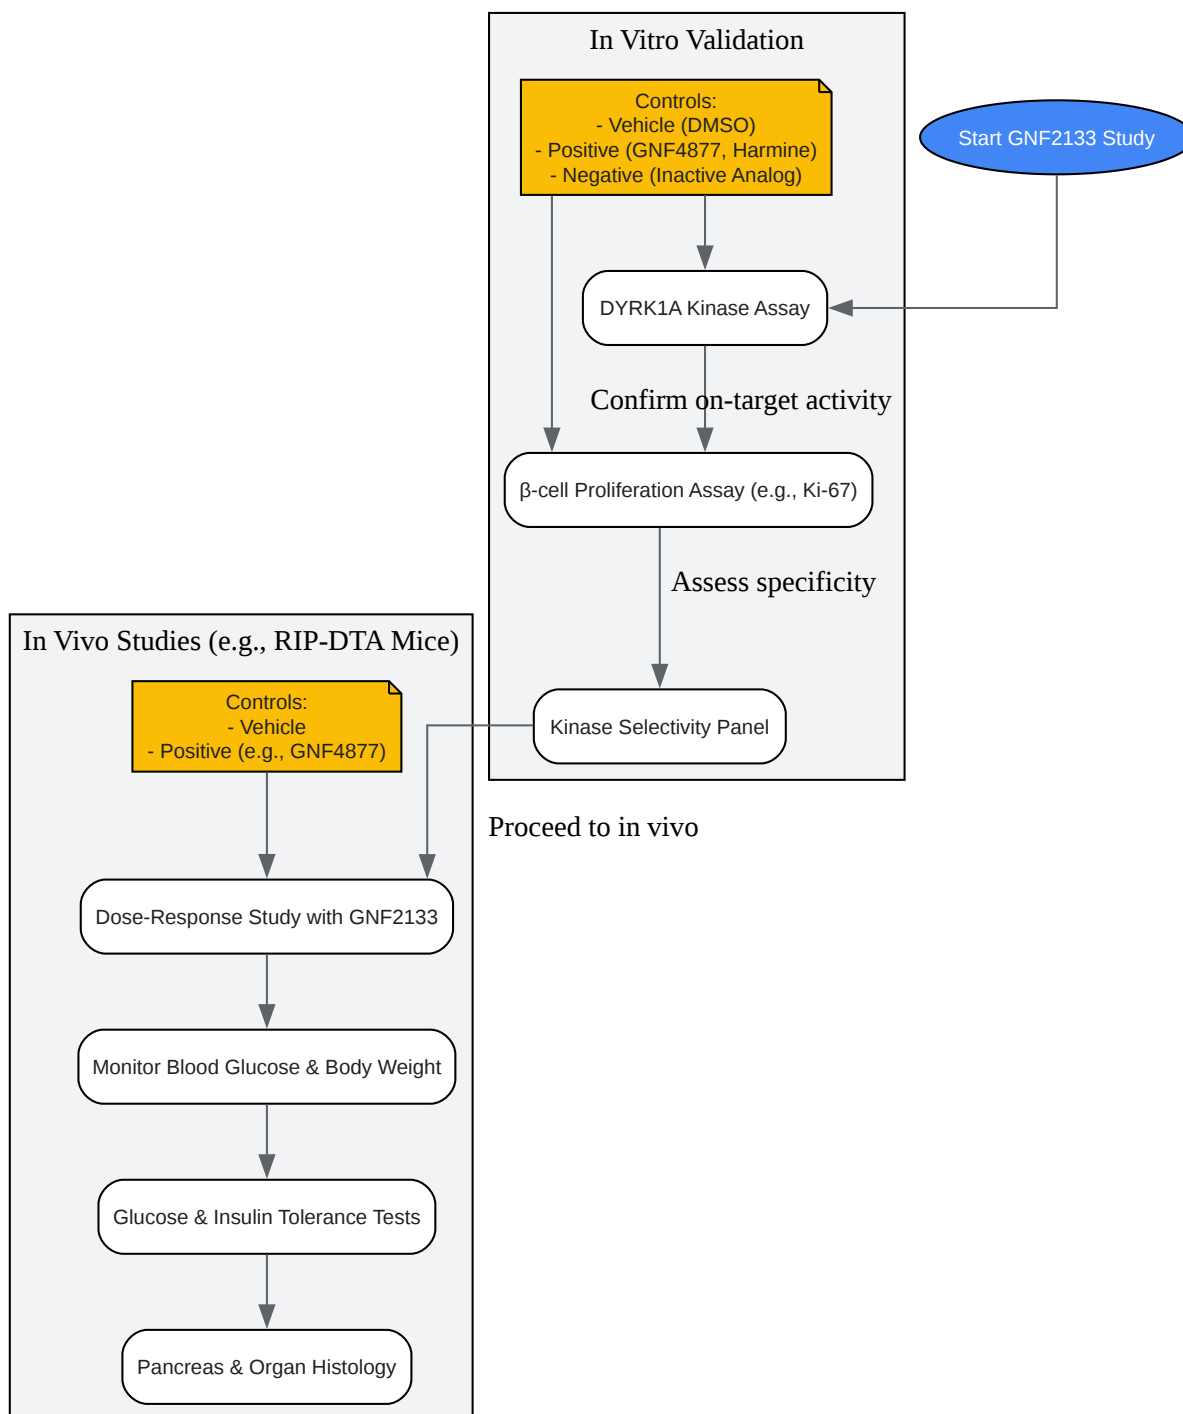 In Vitro Validation
Controls:
- Vehicle (DMSO)
- Positive (GNF4877, Harmine)
- Negative (Inactive Analog)
Start GNF2133 Study
DYRK1A Kinase Assay
Confirm on-target activity
β-cell Proliferation Assay (e.g., Ki-67)
Assess specificity
Kinase Selectivity Panel
Proceed to in vivo
In Vivo Studies (e.g., RIP-DTA Mice)
Controls:
- Vehicle
- Positive (e.g., GNF4877)
Dose-Response Study with GNF2133
Monitor Blood Glucose & Body Weight
Glucose & Insulin Tolerance Tests
Pancreas & Organ Histology